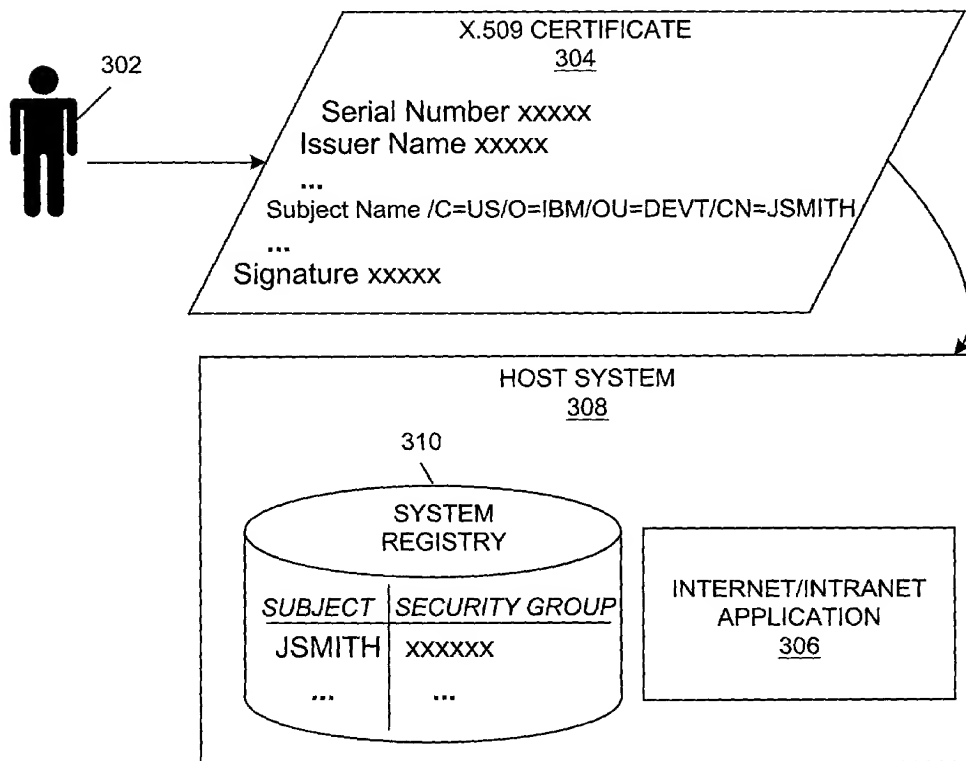 X.509 CERTIFICATE
304
302
Serial Number xxxxx
Issuer Name xxxxx
...
Subject Name /C=US/O=IBM/OU=DEVT/CN=JSMITH
...
Signature xxxxx
HOST SYSTEM
308
310
SYSTEM
REGISTRY
SUBJECT SECURITY GROUP
JSMITH xxxxxx
... ...
INTERNET/INTRANET
APPLICATION
306